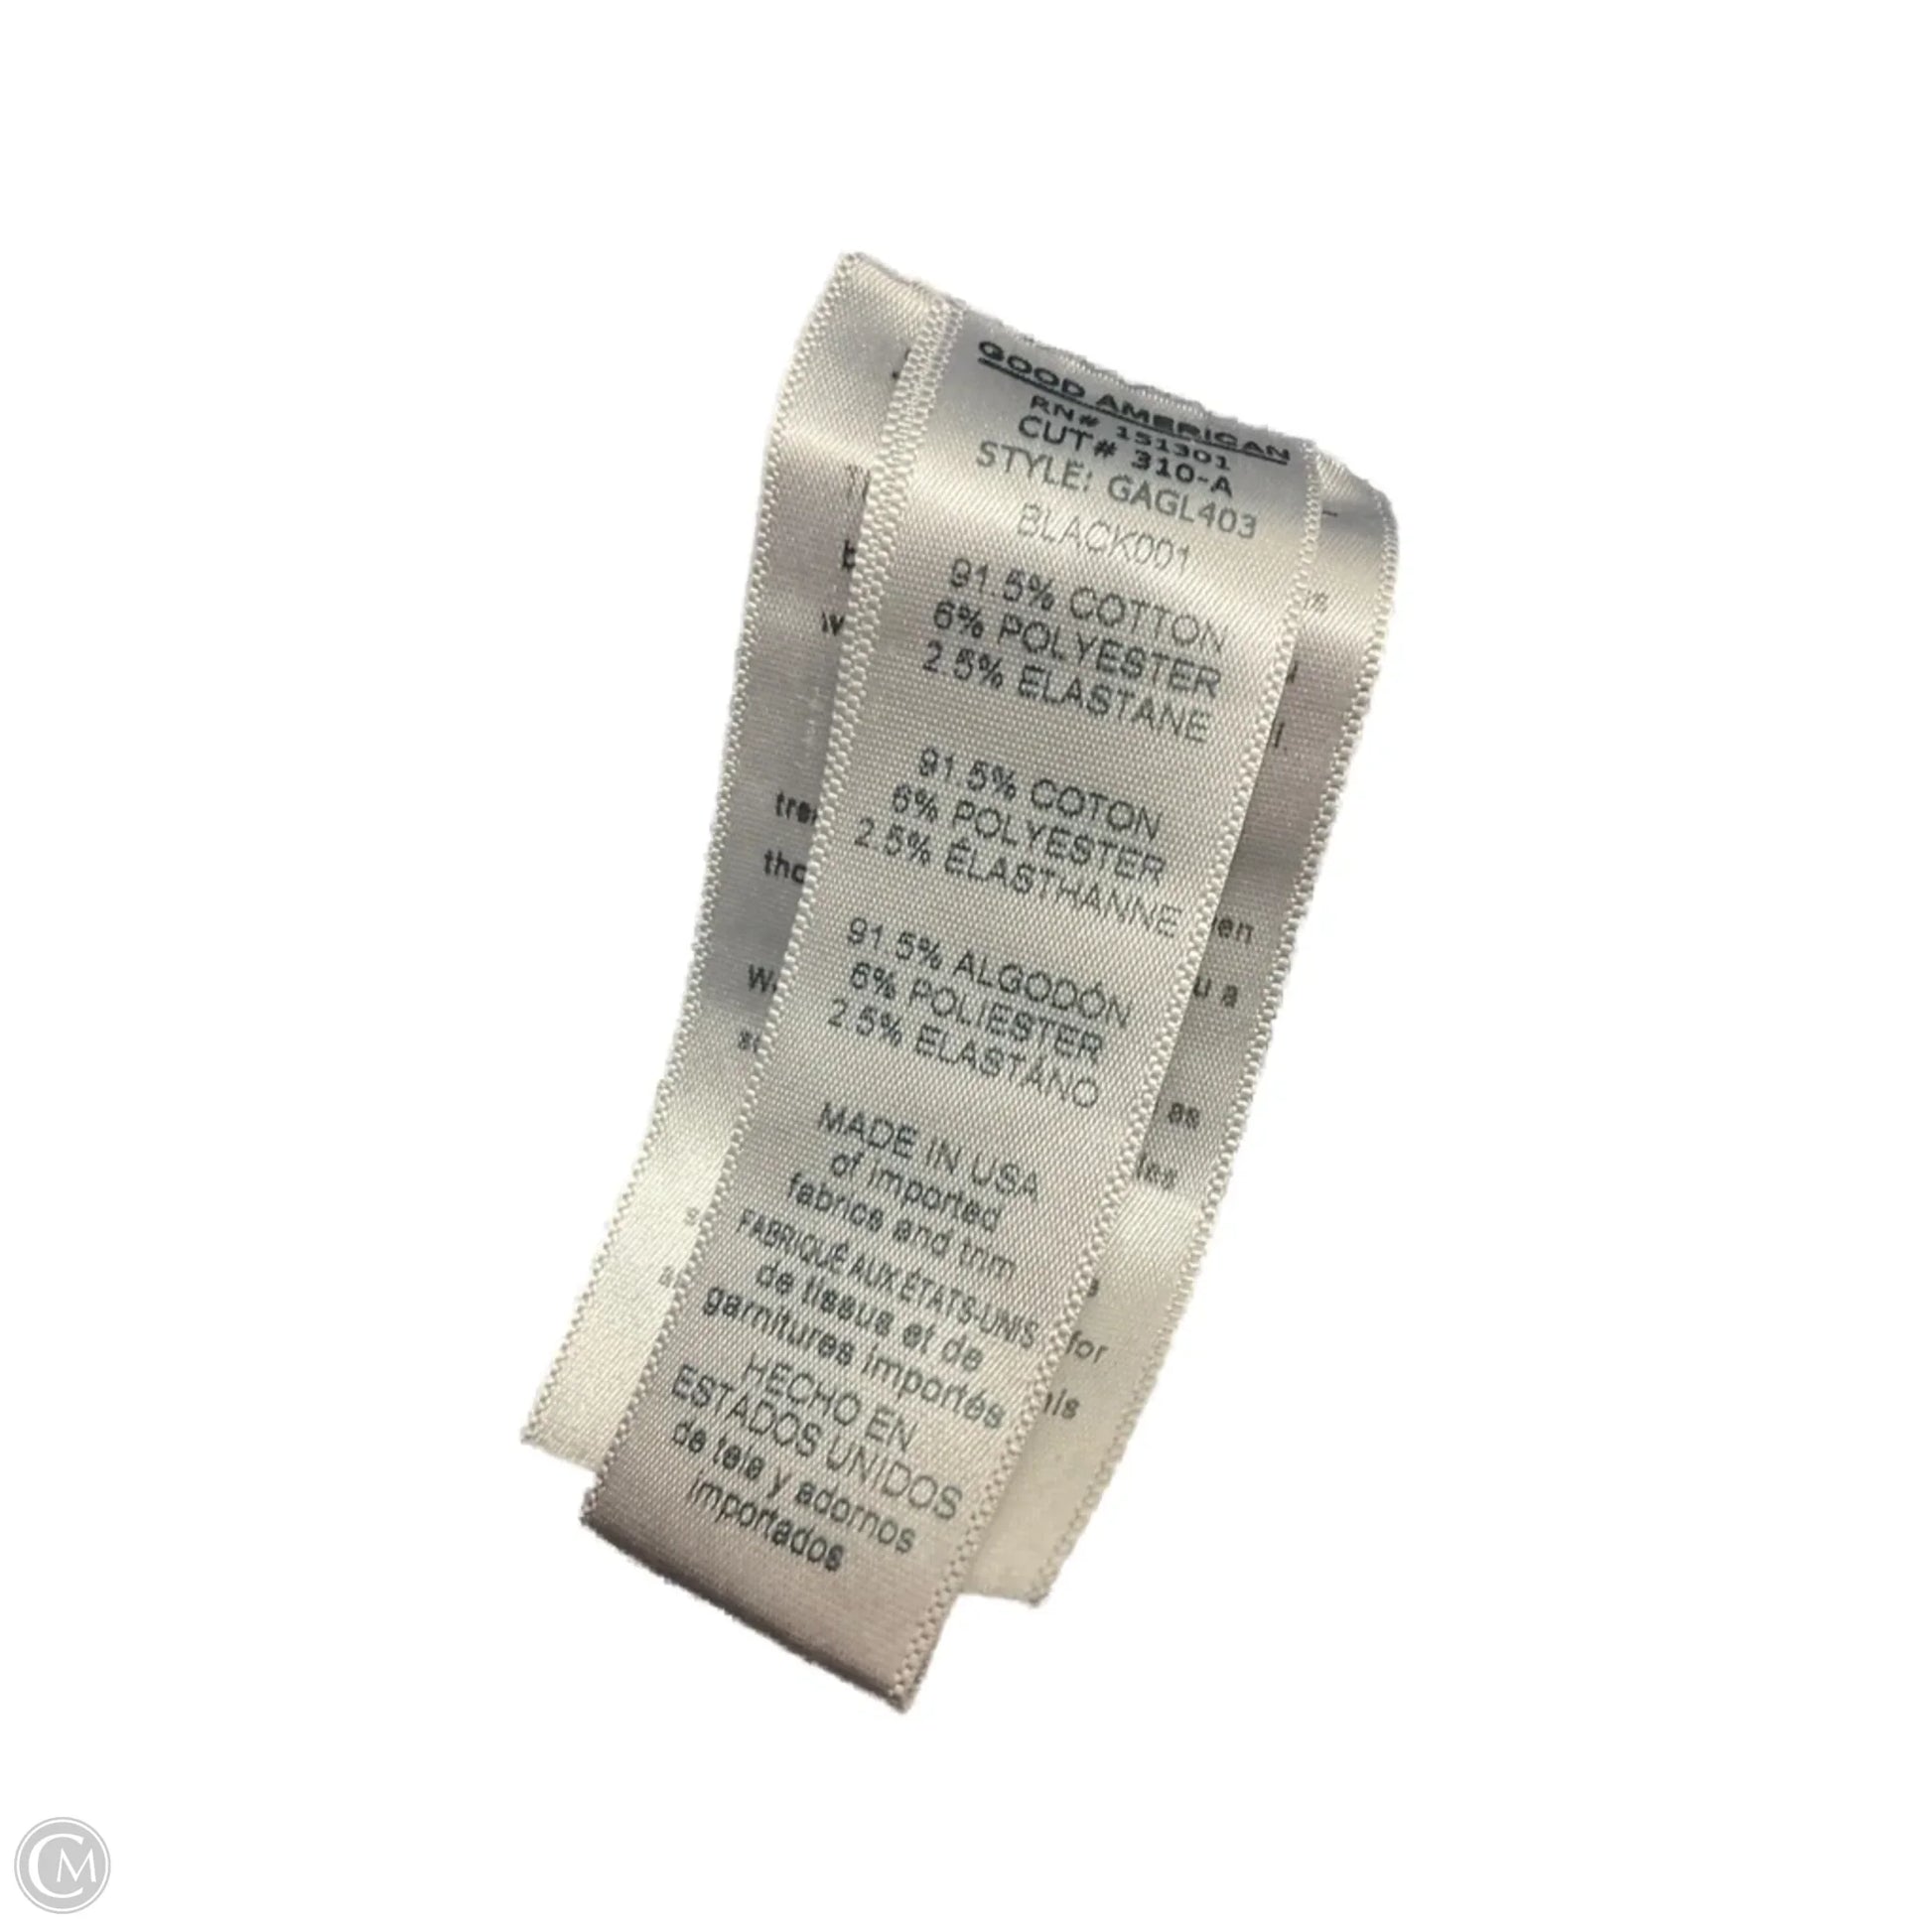 GOOD AMERICAN
RN# 151301
CUT# 310-A
STYLE: GAGL403
BLACK001
91.5% COTTON
6% POLYESTER
2.5% ELASTANE
91.5% COTON
6% POLYESTER
2.5% ÉLASTHANNE
91.5% ALGODÓN
6% POLIESTER
2.5% ELASTANO
MADE IN USA
of imported
fabrics and trim
FABRIQUÉ AUX ÉTATS-UNIS
de tissus et de
garnitures importés
HECHO EN
ESTADOS UNIDOS
de tela y adornos
importados
u a
as
for
CM